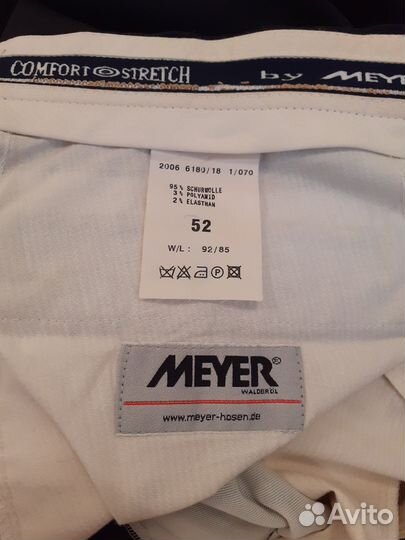 COMFORT STRETCH by MEYE
2006 6180/18 1/070
95% SCHURWOLLE
3% POLYAMID
2% ELASTHAN
52
W/L: 92/85
MEYER®
WALDBRÖL
www.meyer-hosen.de
Avito